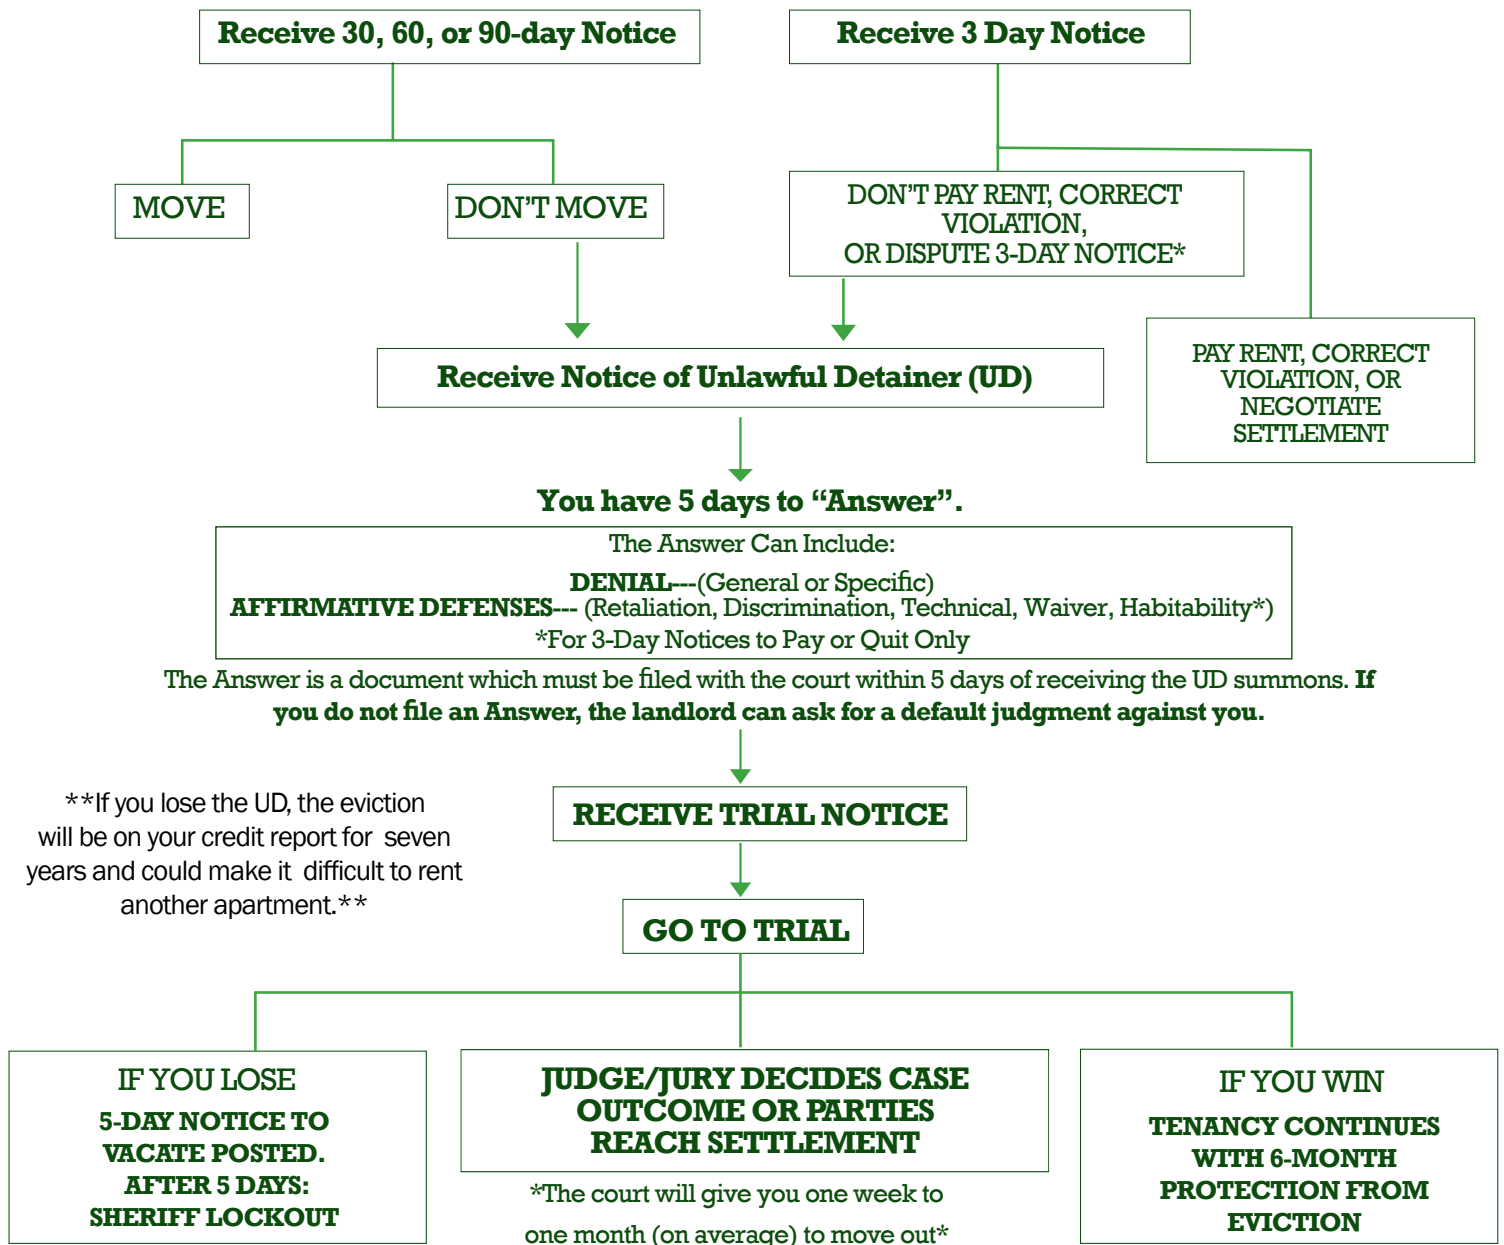 Receive 30, 60, or 90-day Notice
Receive 3 Day Notice
MOVE
DON'T MOVE
DON'T PAY RENT, CORRECT
VIOLATION,
OR DISPUTE 3-DAY NOTICE*
PAY RENT, CORRECT
VIOLATION, OR
NEGOTIATE
SETTLEMENT
Receive Notice of Unlawful Detainer (UD)
You have 5 days to “Answer”.
The Answer Can Include:
DENIAL---(General or Specific)
AFFIRMATIVE DEFENSES--- (Retaliation, Discrimination, Technical, Waiver, Habitability*)
*For 3-Day Notices to Pay or Quit Only
The Answer is a document which must be filed with the court within 5 days of receiving the UD summons. If
you do not file an Answer, the landlord can ask for a default judgment against you.
**If you lose the UD, the eviction
will be on your credit report for seven
years and could make it difficult to rent
another apartment.**
RECEIVE TRIAL NOTICE
GO TO TRIAL
IF YOU LOSE
5-DAY NOTICE TO
VACATE POSTED.
AFTER 5 DAYS:
SHERIFF LOCKOUT
JUDGE/JURY DECIDES CASE
OUTCOME OR PARTIES
REACH SETTLEMENT
*The court will give you one week to
one month (on average) to move out*
IF YOU WIN
TENANCY CONTINUES
WITH 6-MONTH
PROTECTION FROM
EVICTION